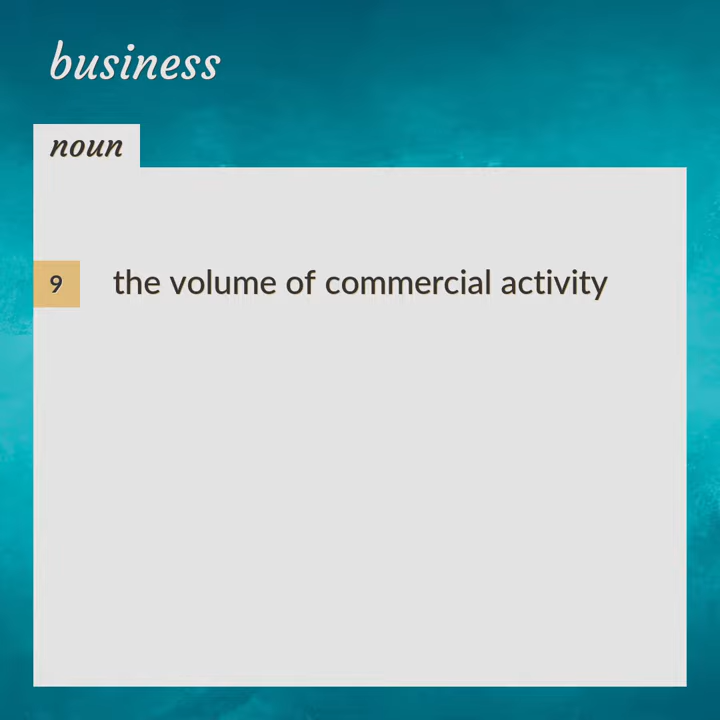 business
noun
9 the volume of commercial activity